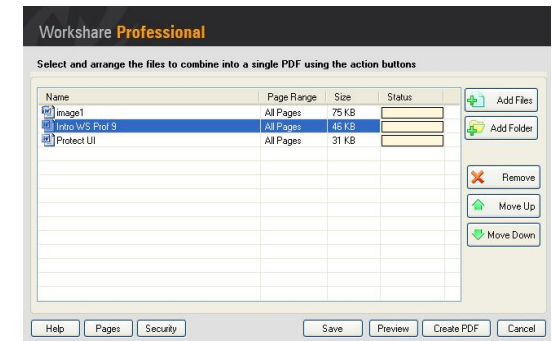 Workshare Professional
Select and arrange the files to combine into a single PDF using the action buttons
Name Page Range Size Status
image1 All Pages 75 KB
Intro WS Prof 9 All Pages 46 KB
Protect UI All Pages 31 KB
Add Files
Add Folder
Remove
Move Up
Move Down
Help Pages Security Save Preview Create PDF Cancel